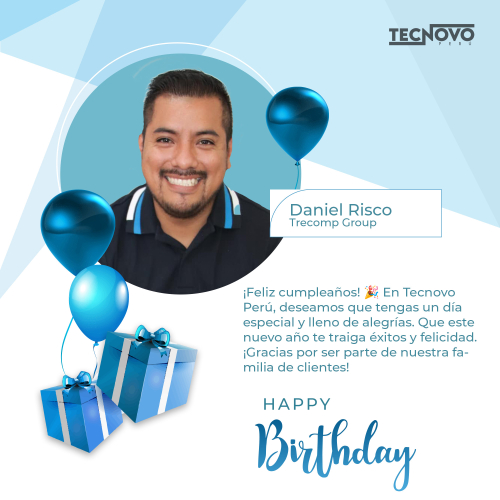 TECNOVO
PERÚ
Daniel Risco
Trecomp Group
¡Feliz cumpleaños! 🎉 En Tecnovo
Perú, deseamos que tengas un día
especial y lleno de alegrías. Que este
nuevo año te traiga éxitos y felicidad.
¡Gracias por ser parte de nuestra fa-
milia de clientes!
HAPPY
Birthday